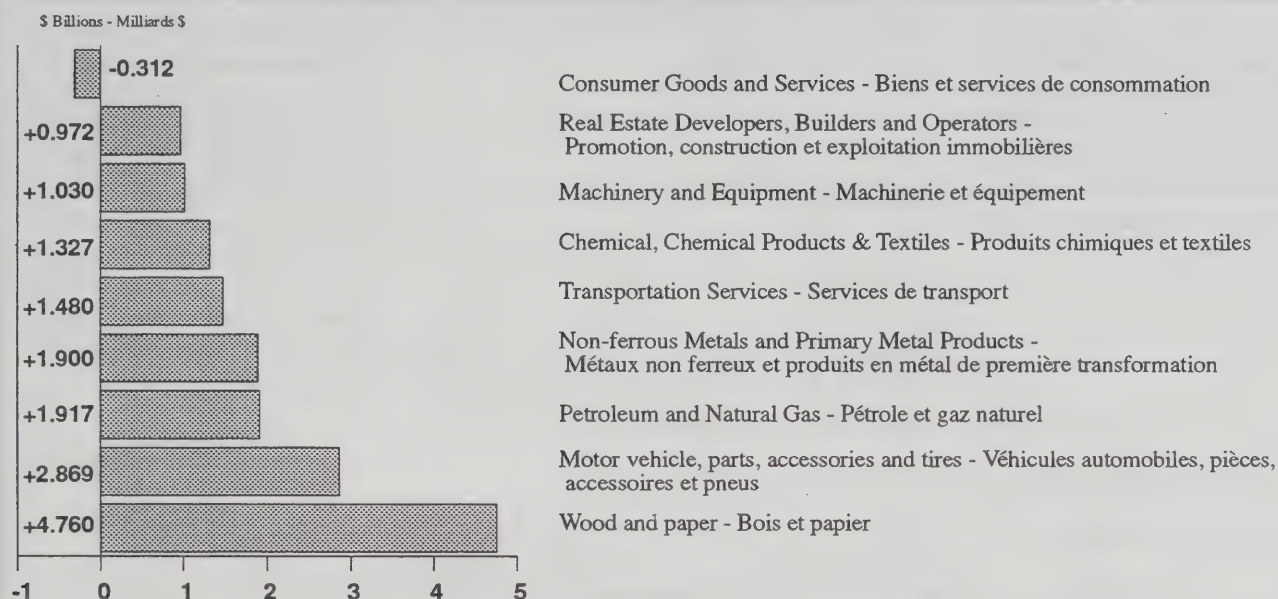 $ Billions - Milliards $
-0.312
Consumer Goods and Services - Biens et services de consommation
+0.972
Real Estate Developers, Builders and Operators -
Promotion, construction et exploitation immobilières
+1.030
Machinery and Equipment - Machinerie et équipement
+1.327
Chemical, Chemical Products & Textiles - Produits chimiques et textiles
+1.480
Transportation Services - Services de transport
+1.900
Non-ferrous Metals and Primary Metal Products -
Métaux non ferreux et produits en métal de première transformation
+1.917
Petroleum and Natural Gas - Pétrole et gaz naturel
+2.869
Motor vehicle, parts, accessories and tires - Véhicules automobiles, pièces,
accessoires et pneus
+4.760
Wood and paper - Bois et papier
-1 0 1 2 3 4 5